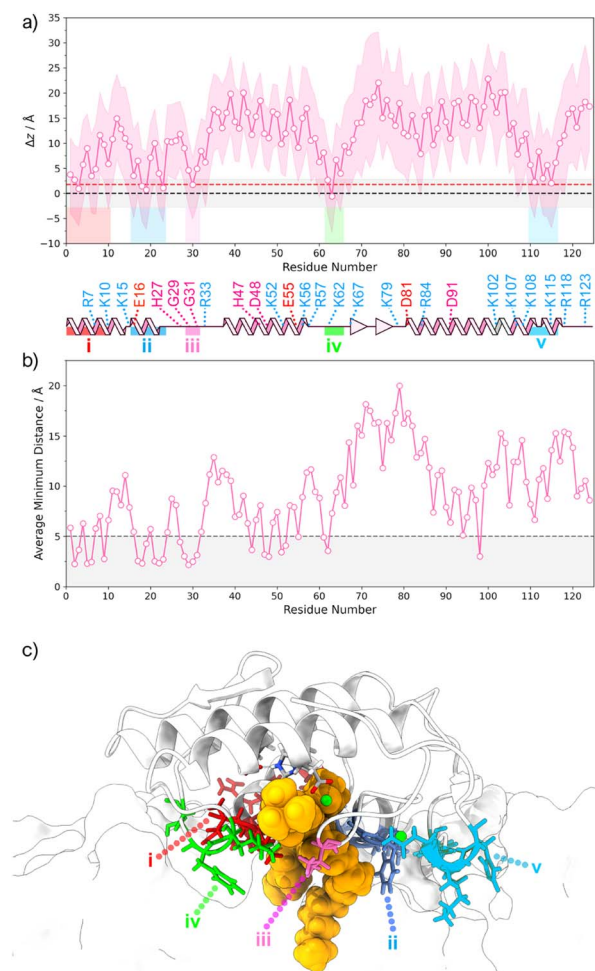 a)
Δz / Å
35
30
25
20
15
10
5
0
−5
−10
0 10 20 30 40 50 60 70 80 90 100 110 120
Residue Number
R7 K10 K15 E16 H27 G29 G31 R33 H47 D48 K52 E55 K56 R57 K62 K67 K79 D81 R84 D91 K102 K107 K108 K115 R118 R123
i ii iii iv v
b)
Average Minimum Distance / Å
20
15
10
5
0
0 10 20 30 40 50 60 70 80 90 100 110 120
Residue Number
c)
i
iv
iii
ii
v